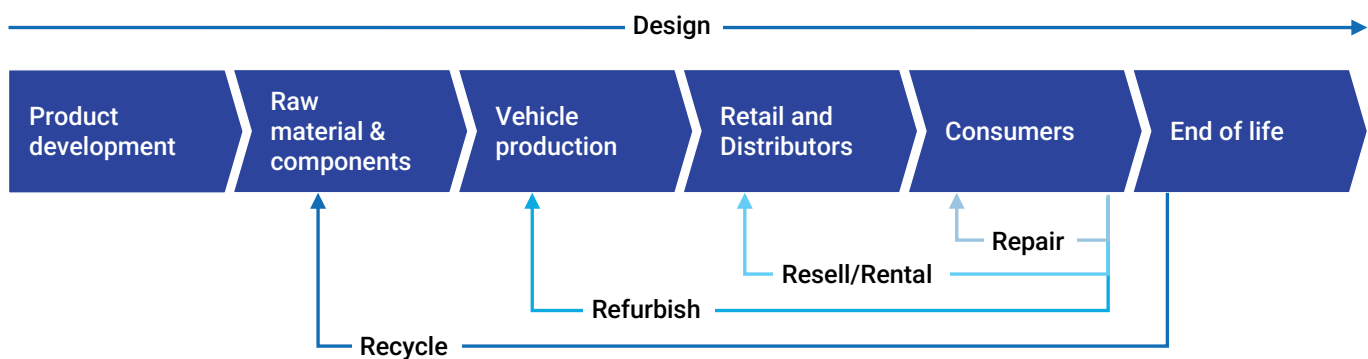 Design
Product
development
Raw
material &
components
Vehicle
production
Retail and
Distributors
Consumers
End of life
Repair
Resell/Rental
Refurbish
Recycle